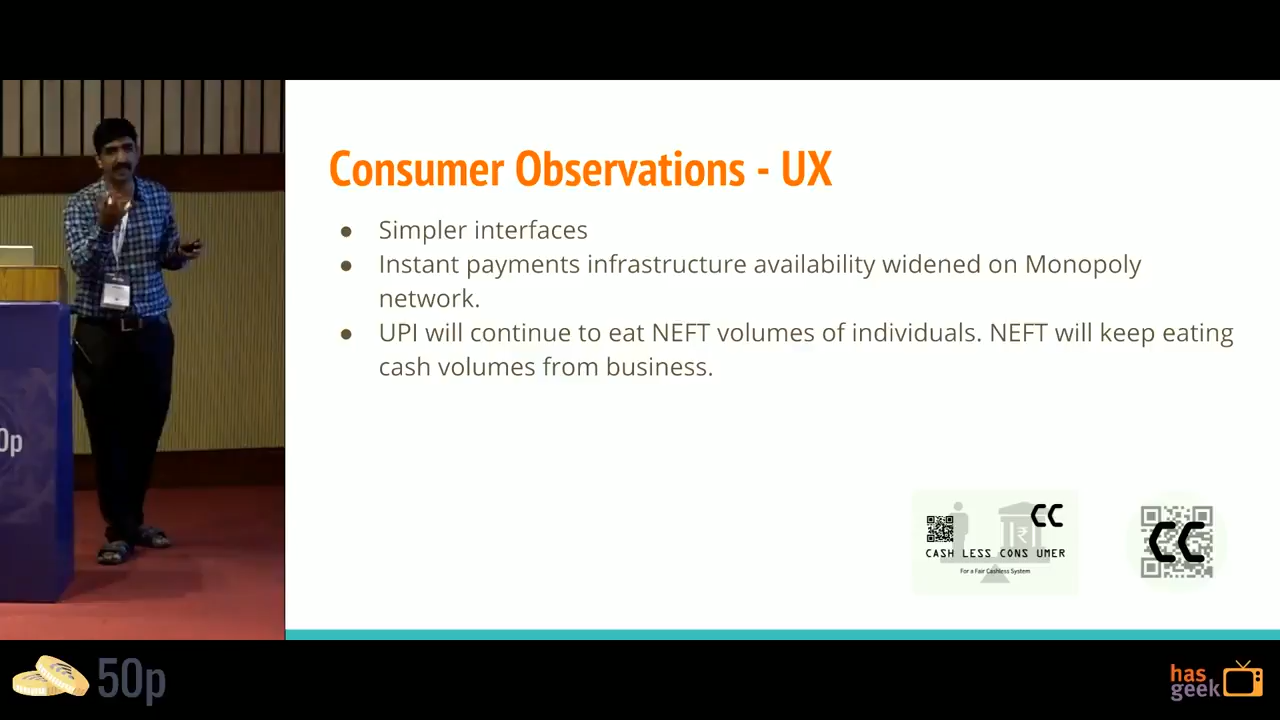 Consumer Observations - UX
● Simpler interfaces
● Instant payments infrastructure availability widened on Monopoly
network.
● UPI will continue to eat NEFT volumes of individuals. NEFT will keep eating
cash volumes from business.
CC
CASH LESS CONS UMER
For a Fair Cashless System
CC
0p
50p
has
geek